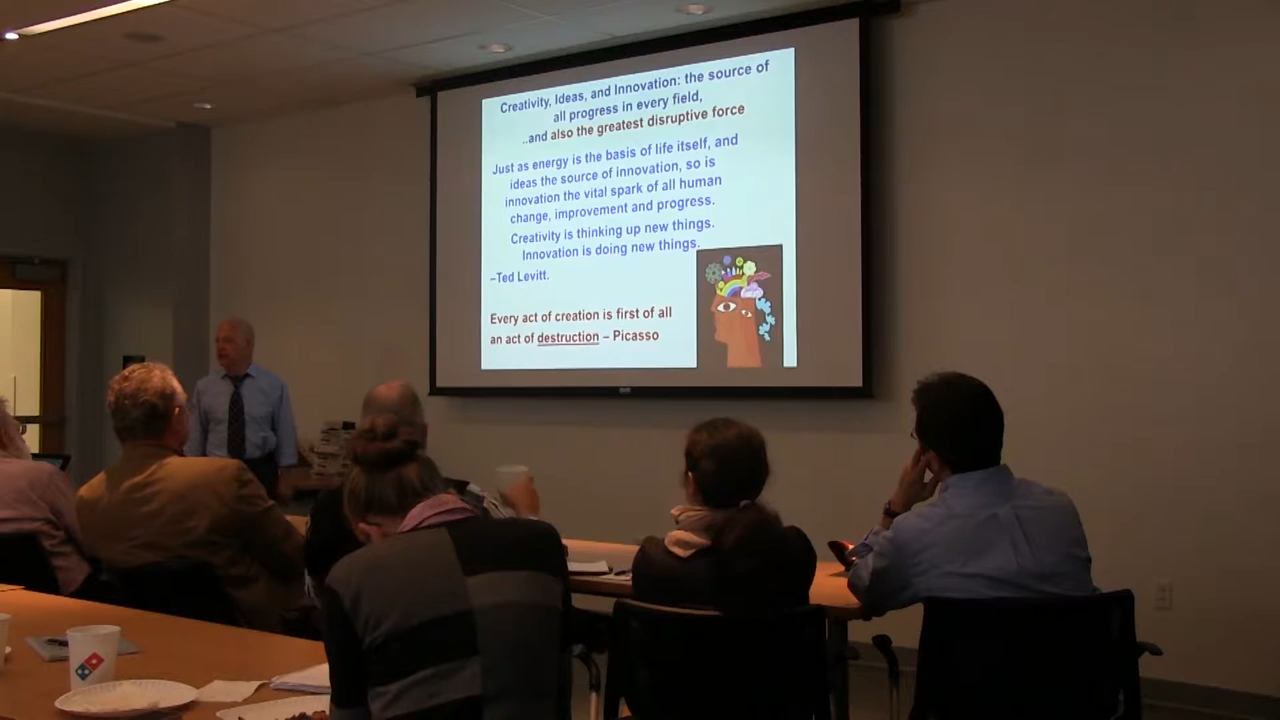 Creativity, Ideas, and Innovation: the source of
all progress in every field,
..and also the greatest disruptive force
Just as energy is the basis of life itself, and
ideas the source of innovation, so is
innovation the vital spark of all human
change, improvement and progress.
Creativity is thinking up new things.
Innovation is doing new things.
–Ted Levitt.
Every act of creation is first of all
an act of destruction – Picasso